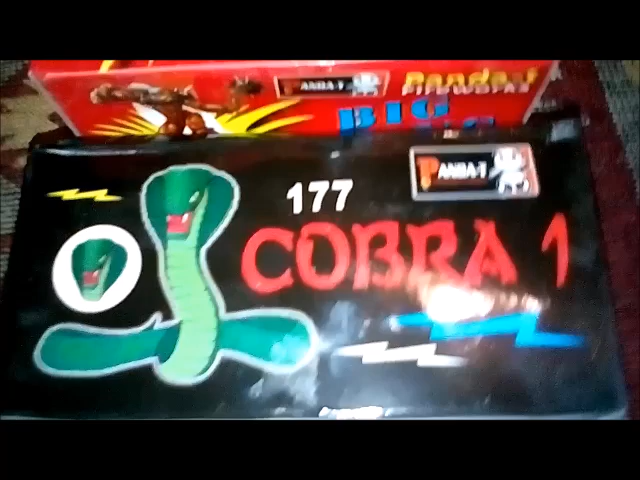 PANDA-1
Panda-1
FIREWORKS
BIG
177
PANDA-1
COBRA 1